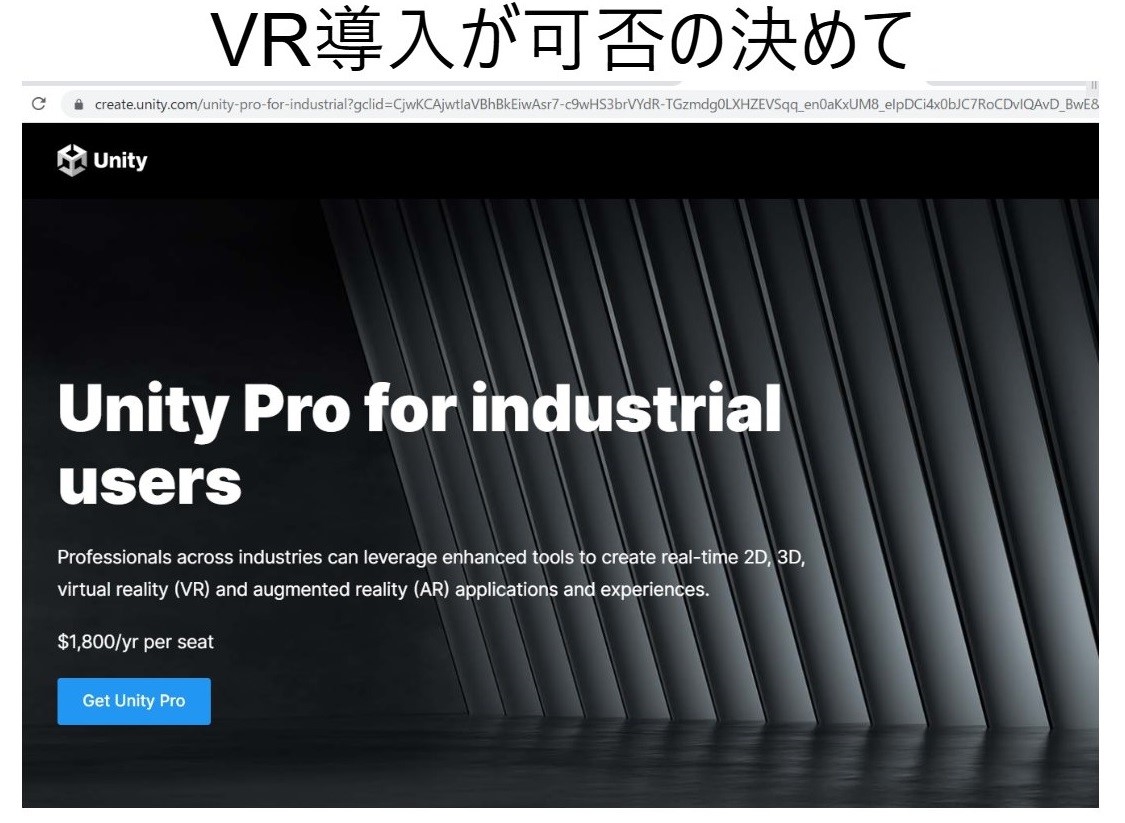 VR導入が可否の決めて
create.unity.com/unity-pro-for-industrial?gclid=CjwKCAjwtIaVBhBkEiwAsr7-c9wHS3brVYdR-TGzmdg0LXHZEVSqq_en0aKxUM8_eIpDCi4x0bJC7RoCDvIQAvD_BwE&
Unity
Unity Pro for industrial
users
Professionals across industries can leverage enhanced tools to create real-time 2D, 3D,
virtual reality (VR) and augmented reality (AR) applications and experiences.
$1,800/yr per seat
Get Unity Pro